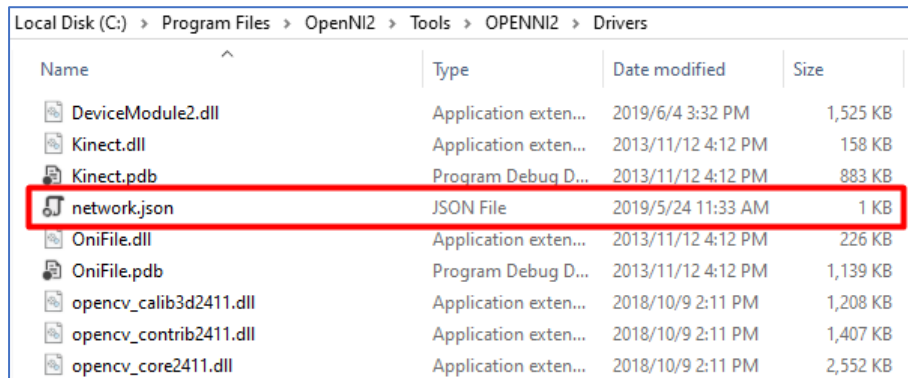 Local Disk (C:) > Program Files > OpenNI2 > Tools > OPENNI2 > Drivers
Name Type Date modified Size
DeviceModule2.dll Application exten... 2019/6/4 3:32 PM 1,525 KB
Kinect.dll Application exten... 2013/11/12 4:12 PM 158 KB
Kinect.pdb Program Debug D... 2013/11/12 4:12 PM 883 KB
network.json JSON File 2019/5/24 11:33 AM 1 KB
OniFile.dll Application exten... 2013/11/12 4:12 PM 226 KB
OniFile.pdb Program Debug D... 2013/11/12 4:12 PM 1,139 KB
opencv_calib3d2411.dll Application exten... 2018/10/9 2:11 PM 1,208 KB
opencv_contrib2411.dll Application exten... 2018/10/9 2:11 PM 1,407 KB
opencv_core2411.dll Application exten... 2018/10/9 2:11 PM 2,552 KB